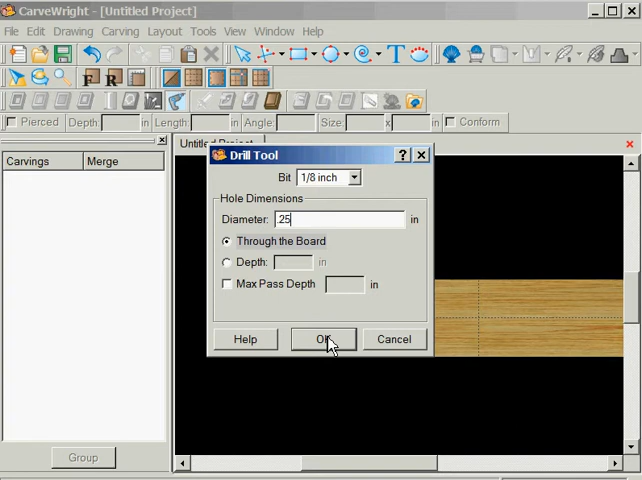 CarveWright - [Untitled Project]
File Edit Drawing Carving Layout Tools View Window Help
T
F R
Pierced Depth: in Length: in Angle: Size: x in Conform
Carvings Merge
Group
Drill Tool
Bit 1/8 inch
Hole Dimensions
Diameter: .25 in
Through the Board
Depth: in
Max Pass Depth in
Help OK Cancel